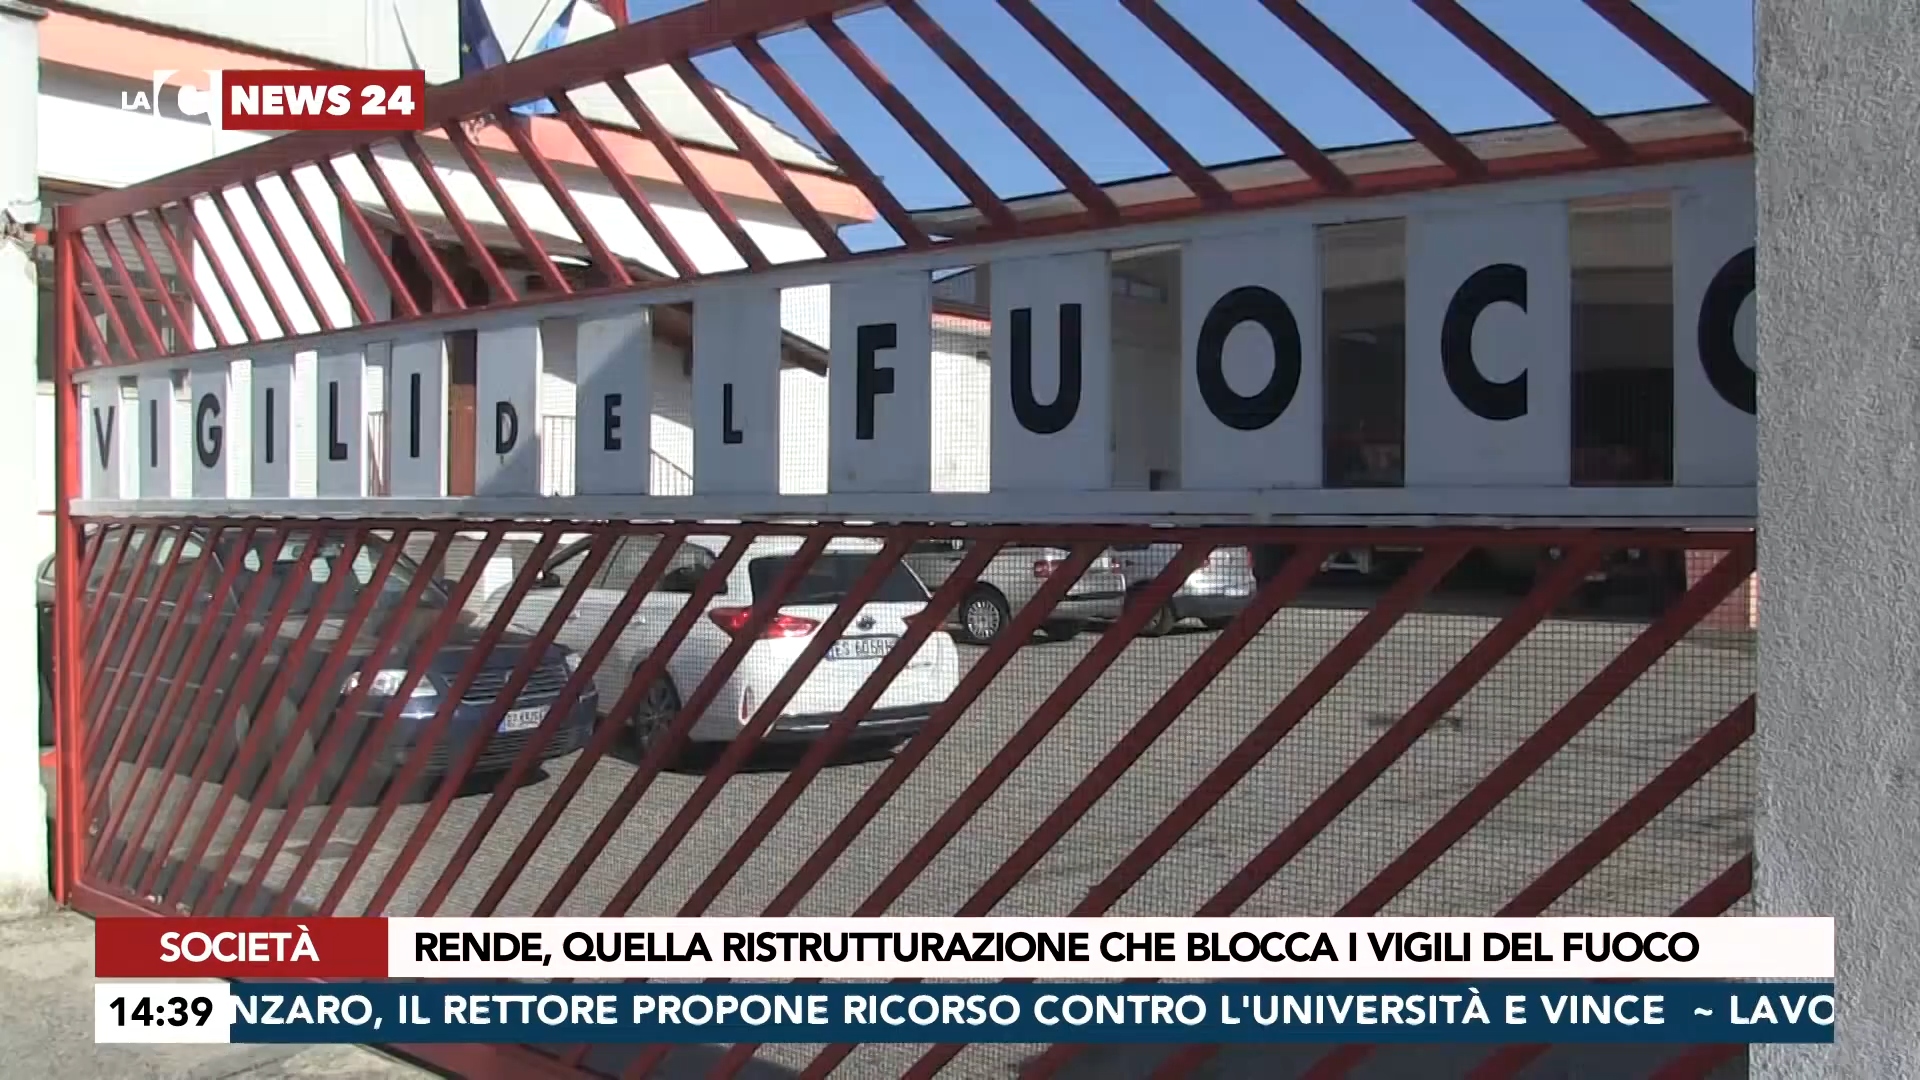 LAC NEWS 24
VIGILI DEL FUOCO
SOCIETÀ
RENDE, QUELLA RISTRUTTURAZIONE CHE BLOCCA I VIGILI DEL FUOCO
14:39
NZARO, IL RETTORE PROPONE RICORSO CONTRO L'UNIVERSITÀ E VINCE ~ LAVO